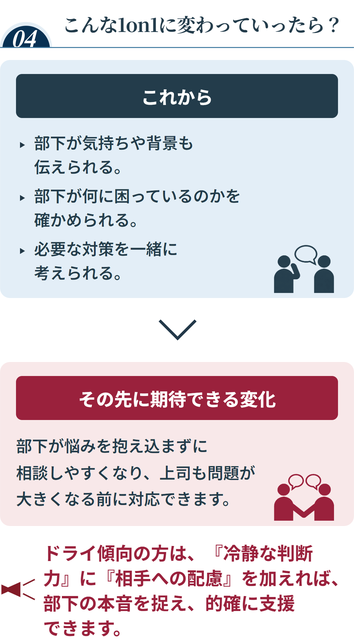 04
こんな1on1に変わっていったら？
これから
▸ 部下が気持ちや背景も
伝えられる。
▸ 部下が何に困っているのかを
確かめられる。
▸ 必要な対策を一緒に
考えられる。
その先に期待できる変化
部下が悩みを抱え込まずに
相談しやすくなり、上司も問題が
大きくなる前に対応できます。
ドライ傾向の方は、『冷静な判断
力』に『相手への配慮』を加えれば、
部下の本音を捉え、的確に支援
できます。